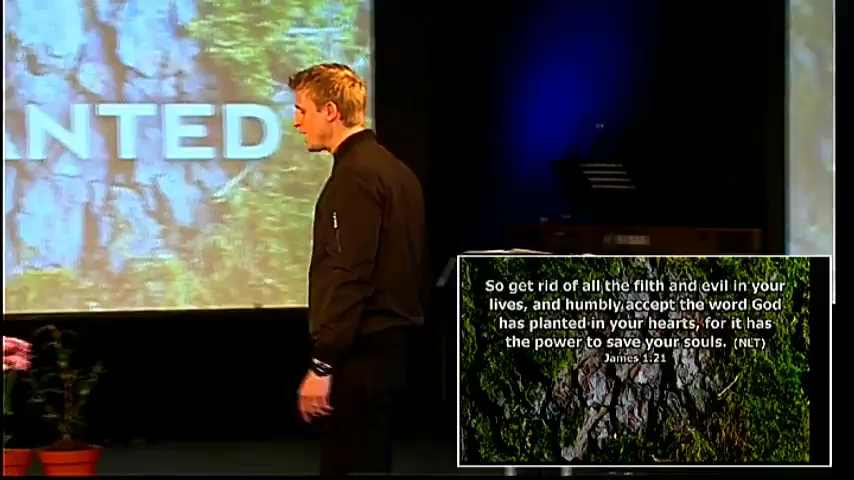 ANTED
So get rid of all the filth and evil in your
lives, and humbly accept the word God
has planted in your hearts, for it has
the power to save your souls. (NLT)
James 1:21